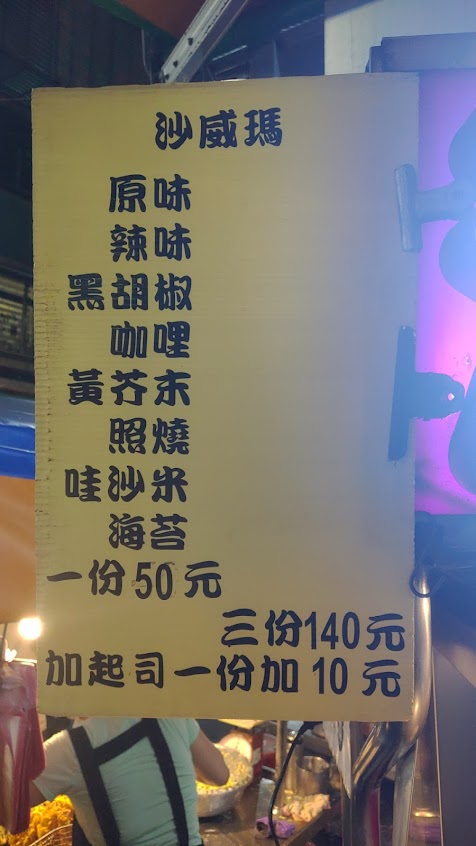 沙威瑪
原味
辣味
黑胡椒
咖哩
黃芥末
照燒
哇沙米
海苔
一份50元
三份140元
加起司一份加10元